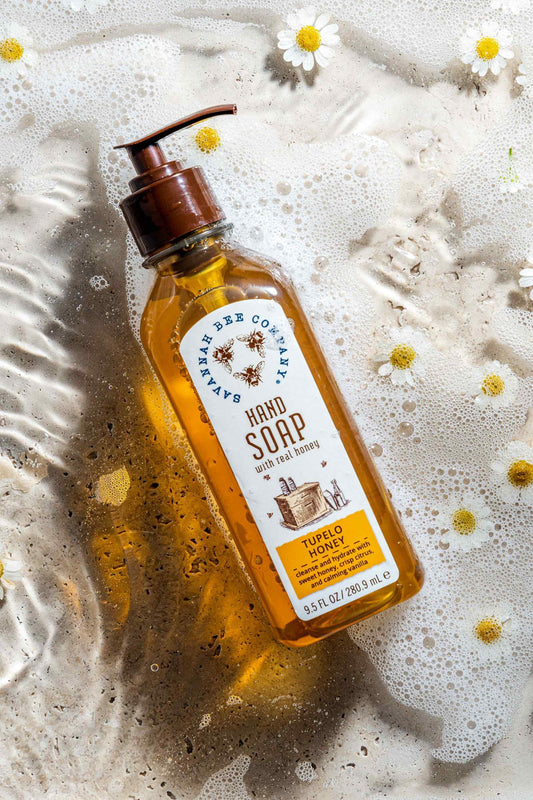 SAVANNAH BEE COMPANY®
HAND
SOAP
with real honey
TUPELO
HONEY
cleanse and hydrate with
sweet honey, crisp citrus,
and calming vanilla
9.5 FL OZ/ 280.9 mL ℮